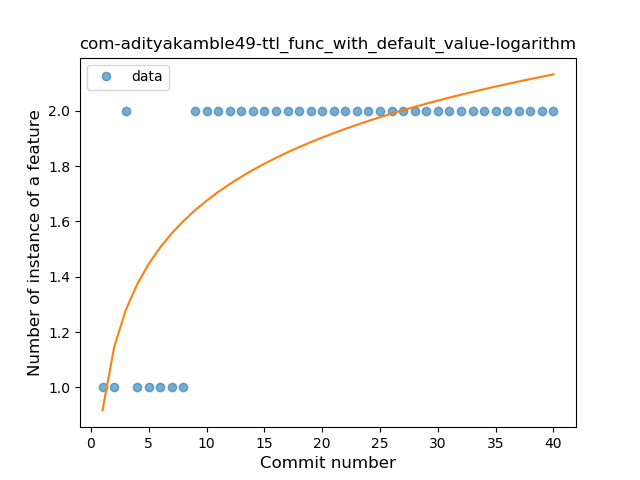 com-adityakamble49-ttl_func_with_default_value-logarithm
data
Number of instance of a feature
2.0
1.8
1.6
1.4
1.2
1.0
0 5 10 15 20 25 30 35 40
Commit number